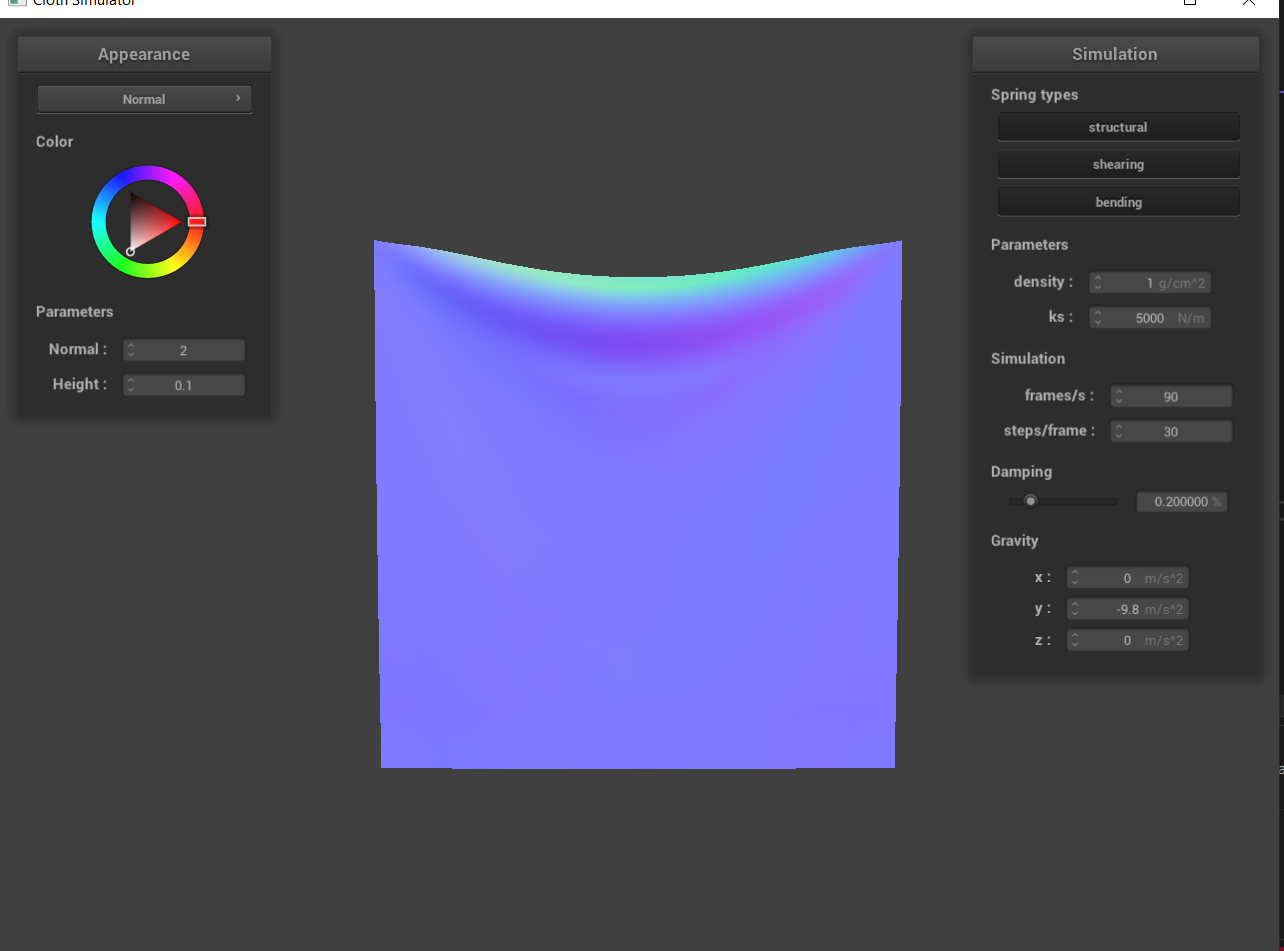 Cloth Simulator
Appearance
Normal
Color
Parameters
Normal : 2
Height : 0.1
Simulation
Spring types
structural
shearing
bending
Parameters
density : 1 g/cm^2
ks : 5000 N/m
Simulation
frames/s : 90
steps/frame : 30
Damping
0.200000 %
Gravity
x : 0 m/s^2
y : -9.8 m/s^2
z : 0 m/s^2